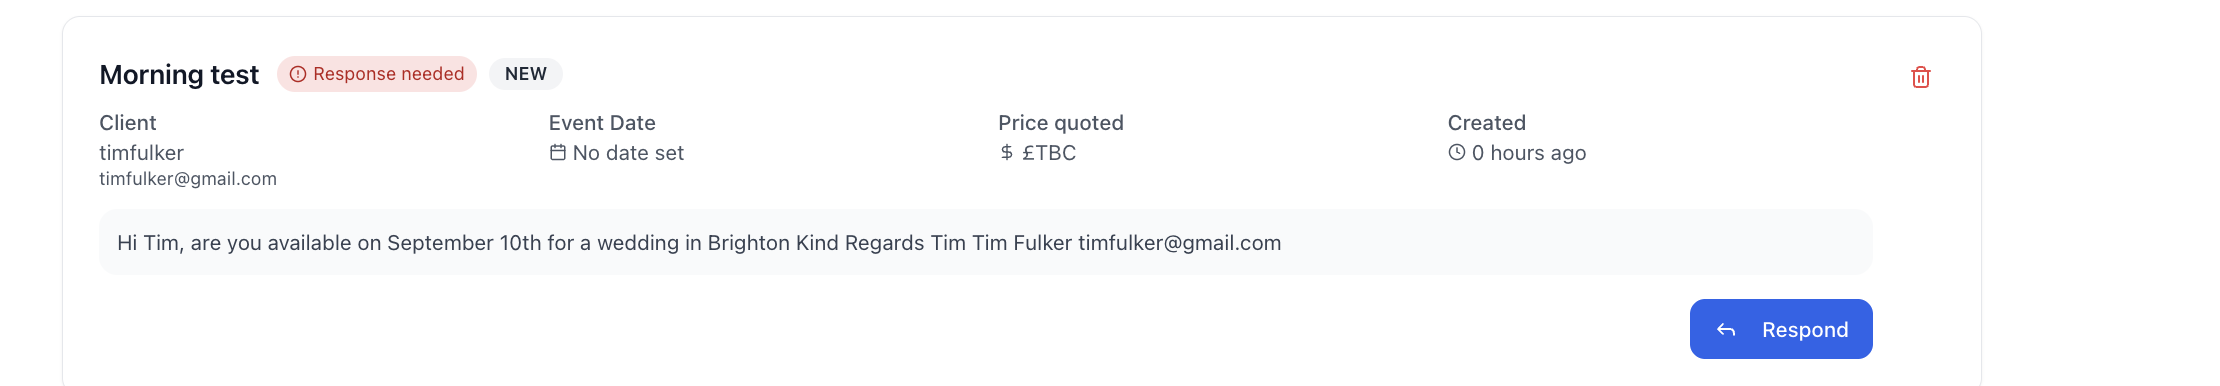 Morning test Response needed NEW
Client Event Date Price quoted Created
timfulker No date set $ £TBC 0 hours ago
timfulker@gmail.com
Hi Tim, are you available on September 10th for a wedding in Brighton Kind Regards Tim Tim Fulker timfulker@gmail.com
Respond